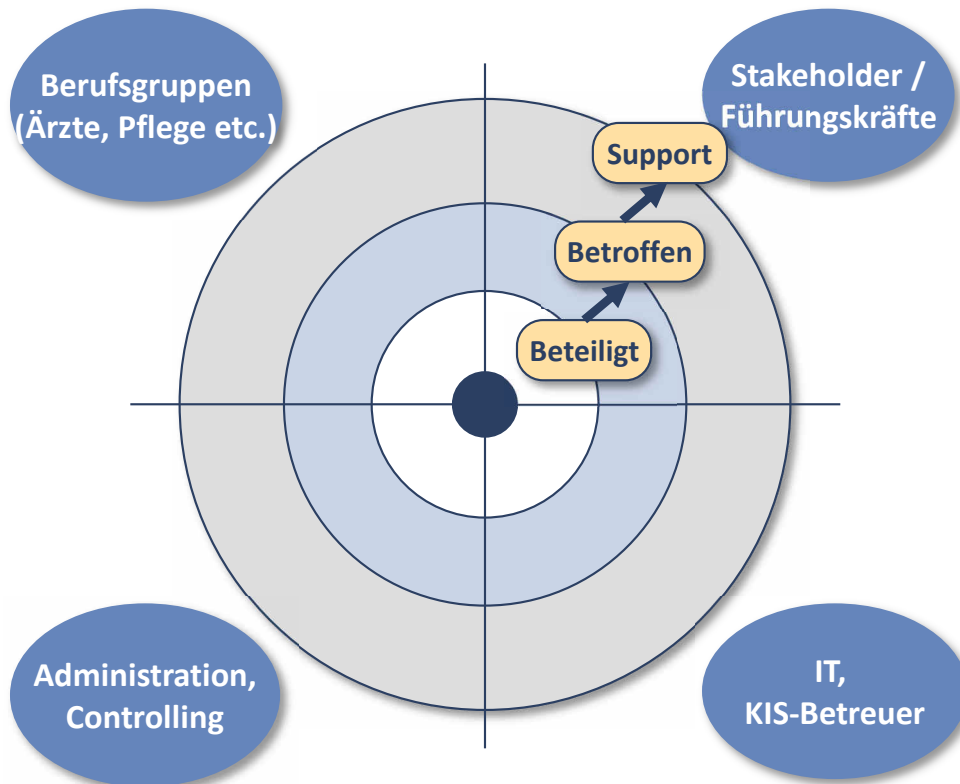 Berufsgruppen
(Ärzte, Pflege etc.)
Stakeholder /
Führungskräfte
Support
Betroffen
Beteiligt
Administration,
Controlling
IT,
KIS-Betreuer